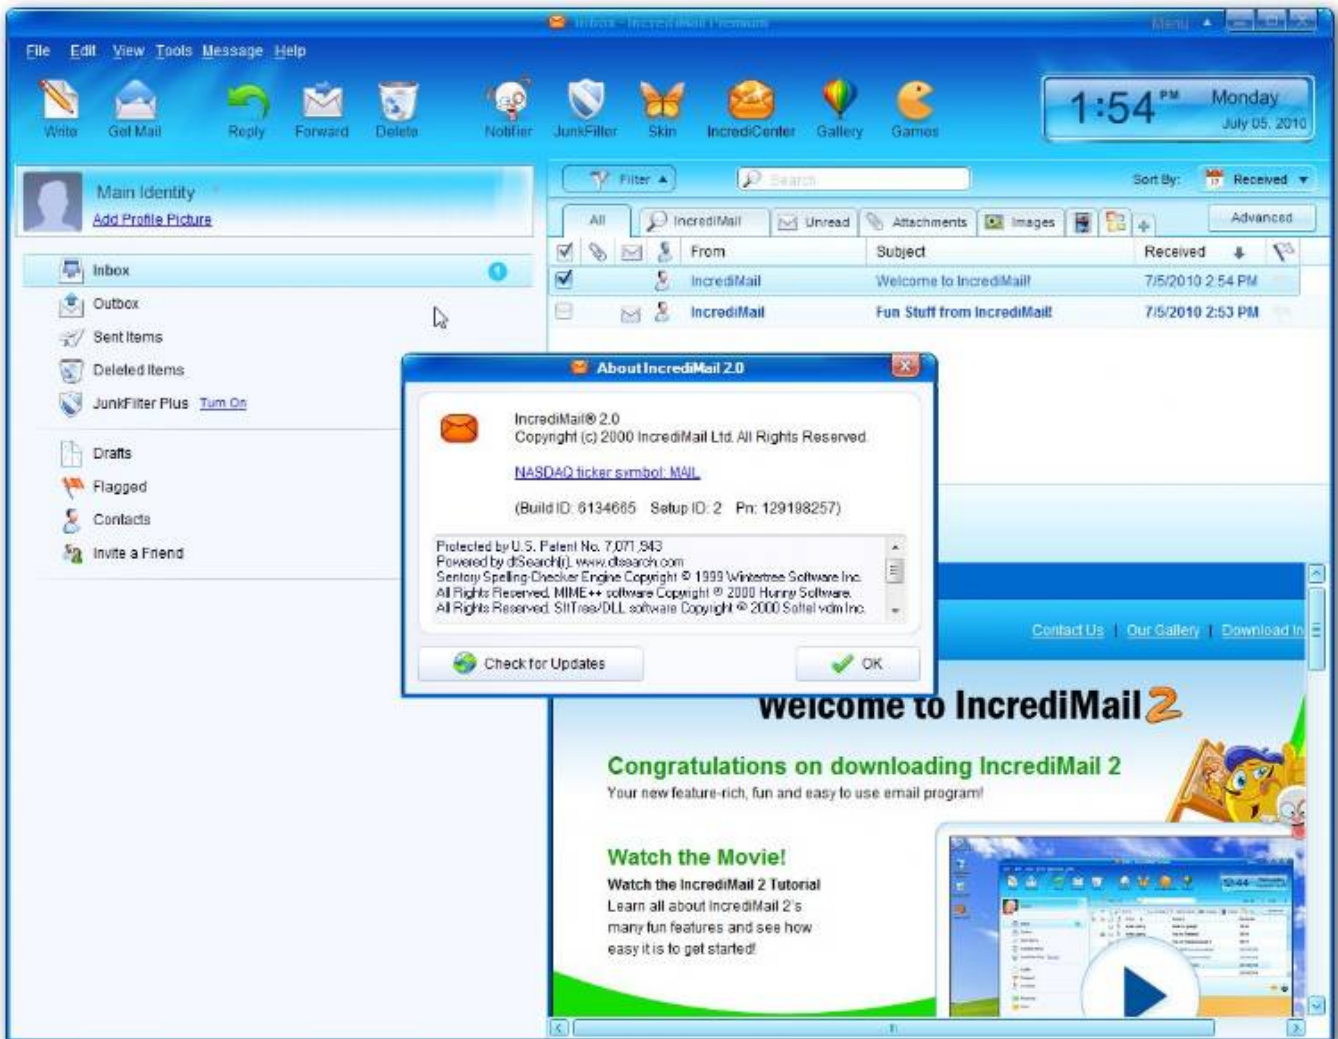 Inbox - IncrediMail Premium
Menu
File Edit View Tools Message Help
Write Get Mail Reply Forward Delete Notifier JunkFilter Skin IncrediCenter Gallery Games
1:54 PM Monday
July 05, 2010
Main Identity
Add Profile Picture
Filter Search Sort By: 17 Received
All IncrediMail Unread Attachments Images Advanced
From Subject Received
IncrediMail Welcome to IncrediMail! 7/5/2010 2:54 PM
IncrediMail Fun Stuff from IncrediMail! 7/5/2010 2:53 PM
Inbox 1
Outbox
Sent Items
Deleted Items
JunkFilter Plus Turn On
Drafts
Flagged
Contacts
Invite a Friend
About IncrediMail 2.0
IncrediMail® 2.0
Copyright (c) 2000 IncrediMail Ltd. All Rights Reserved.
NASDAQ ticker symbol: MAIL
(Build ID: 6134665 Setup ID: 2 Pn: 129198257)
Protected by U.S. Patent No. 7,071,943
Powered by dtSearch(r), www.dtsearch.com
Sentory Spelling-Checker Engine Copyright © 1999 Wintertree Software Inc.
All Rights Reserved. MIME++ software Copyright © 2000 Hunny Software.
All Rights Reserved. SftTree/DLL software Copyright © 2000 Softel vdm Inc.
Check for Updates OK
Contact Us | Our Gallery | Download In
Welcome to IncrediMail 2
Congratulations on downloading IncrediMail 2
Your new feature-rich, fun and easy to use email program!
Watch the Movie!
Watch the IncrediMail 2 Tutorial
Learn all about IncrediMail 2's
many fun features and see how
easy it is to get started!